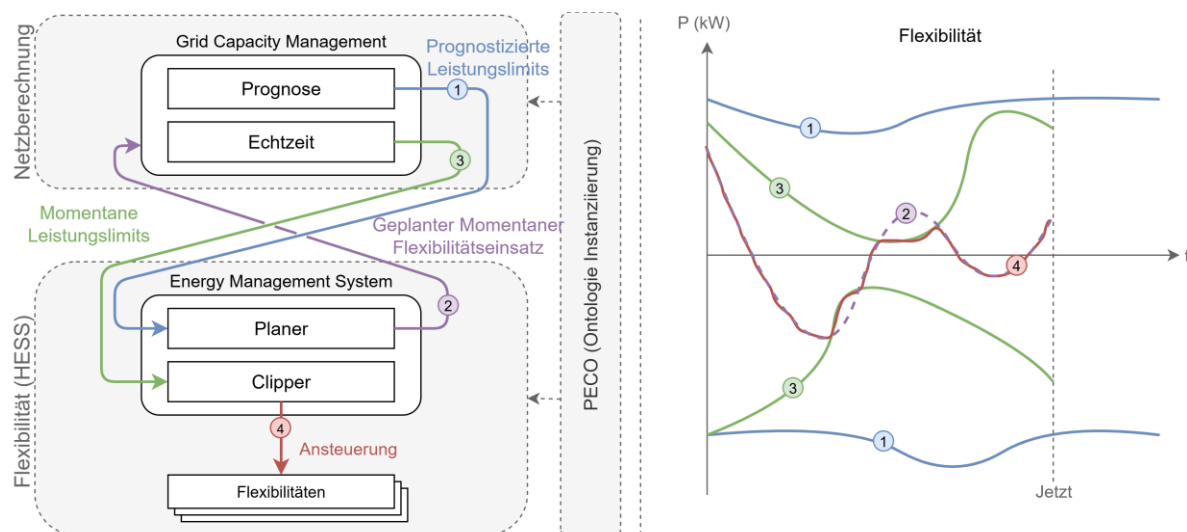 Netzberechnung
Grid Capacity Management
Prognose
Echtzeit
Prognostizierte
Leistungslimits
1
3
Momentane
Leistungslimits
Geplanter Momentaner
Flexibilitätseinsatz
Flexibilität (HESS)
Energy Management System
2
Planer
Clipper
4
Ansteuerung
Flexibilitäten
PECO (Ontologie Instanziierung)
P (kW)
Flexibilität
1
3
2
4
t
3
1
Jetzt